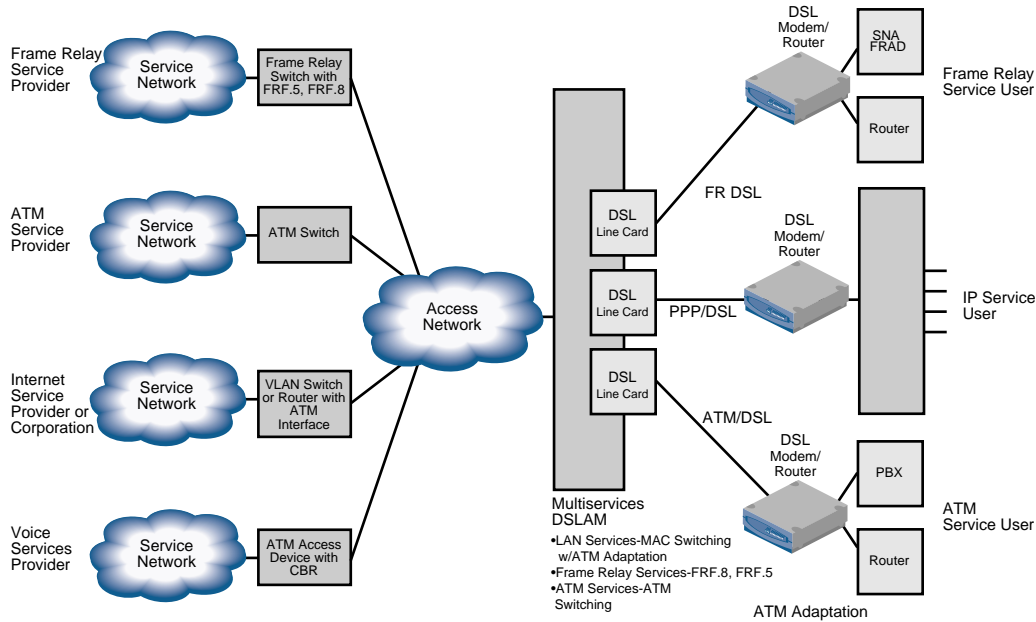 Frame Relay
Service
Provider
Service
Network
Frame Relay
Switch with
FRF.5, FRF.8
ATM
Service
Provider
Service
Network
ATM Switch
Internet
Service
Provider or
Corporation
Service
Network
VLAN Switch
or Router with
ATM
Interface
Voice
Services
Provider
Service
Network
ATM Access
Device with
CBR
Access
Network
DSL
Line Card
DSL
Line Card
DSL
Line Card
Multiservices
DSLAM
•LAN Services-MAC Switching
w/ATM Adaptation
•Frame Relay Services-FRF.8, FRF.5
•ATM Services-ATM
Switching
FR DSL
PPP/DSL
ATM/DSL
DSL
Modem/
Router
SNA
FRAD
Router
Frame Relay
Service User
DSL
Modem/
Router
IP Service
User
DSL
Modem/
Router
PBX
Router
ATM
Service User
ATM Adaptation